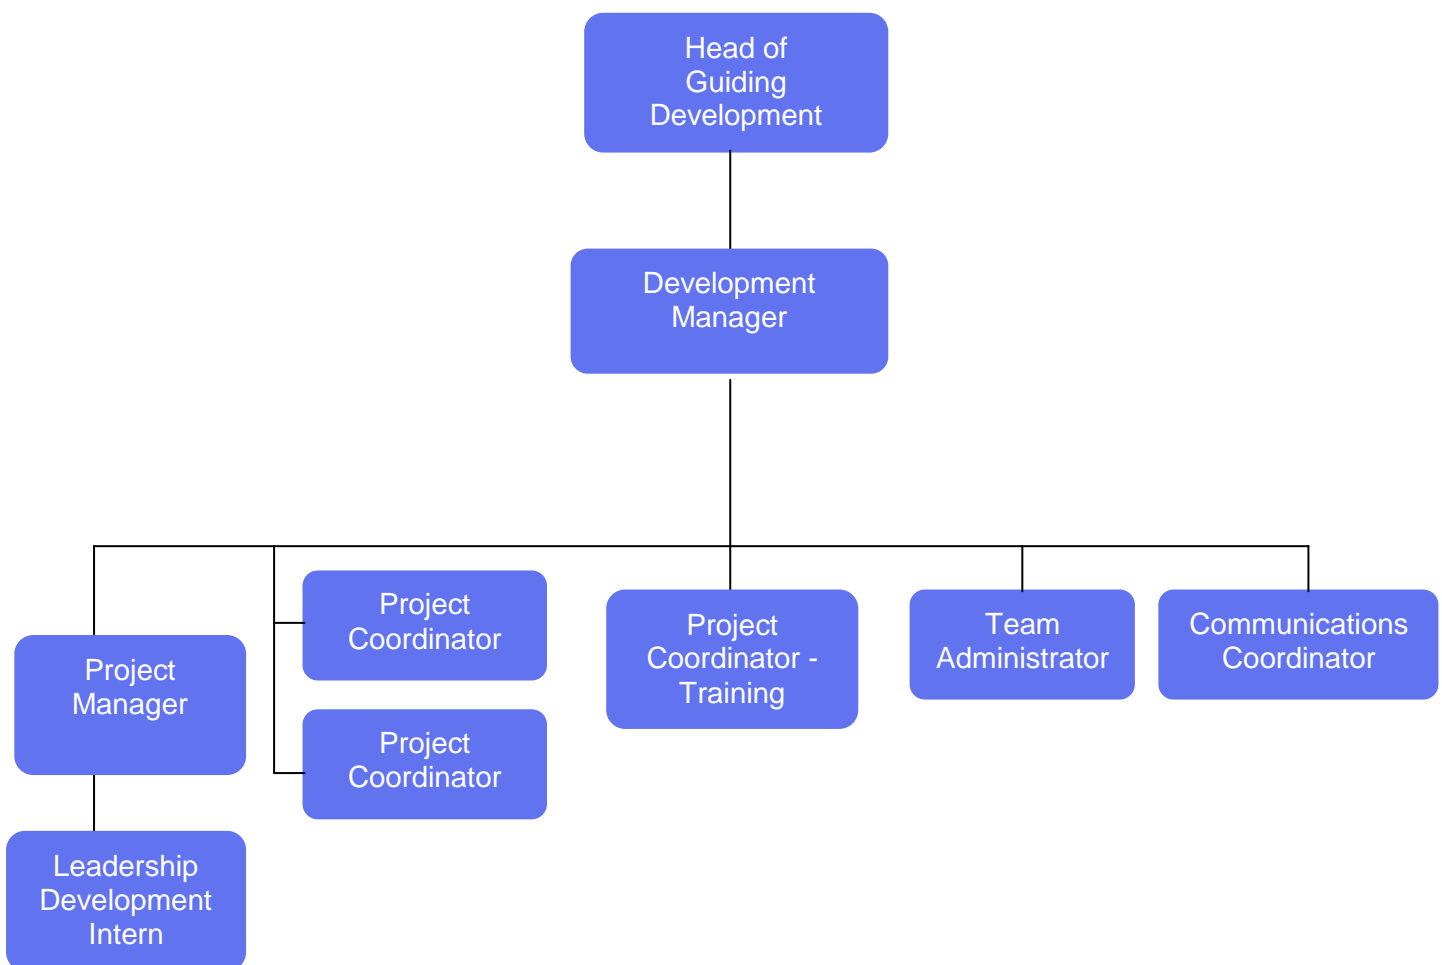 Head of
Guiding
Development
Development
Manager
Project
Manager
Project
Coordinator
Project
Coordinator
Project
Coordinator -
Training
Team
Administrator
Communications
Coordinator
Leadership
Development
Intern